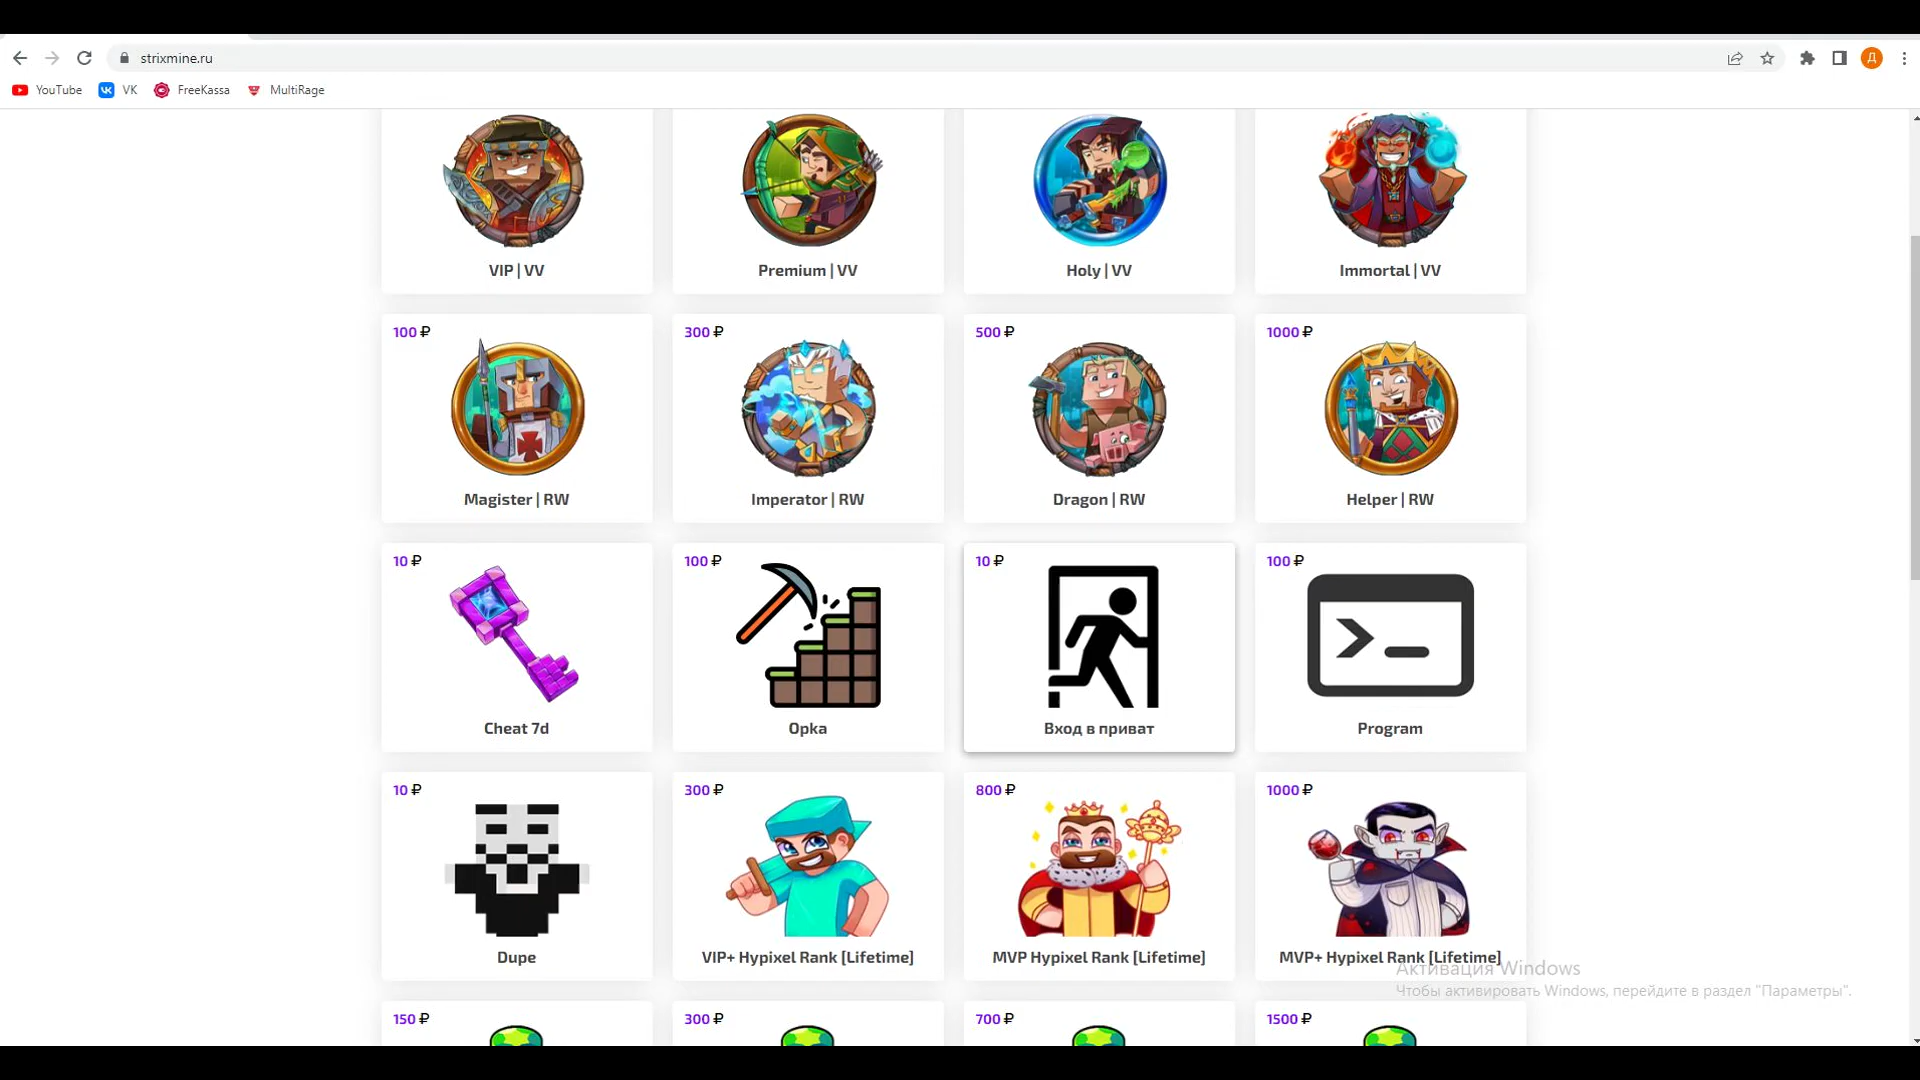 strixmine.ru
Д
YouTube VK FreeKassa MultiRage
VIP | VV Premium | VV Holy | VV Immortal | VV
100 ₽ 300 ₽ 500 ₽ 1000 ₽
Magister | RW Imperator | RW Dragon | RW Helper | RW
10 ₽ 100 ₽ 10 ₽ 100 ₽
Cheat 7d Орка Вход в приват Program
10 ₽ 300 ₽ 800 ₽ 1000 ₽
Dupe VIP+ Hypixel Rank [Lifetime] MVP Hypixel Rank [Lifetime] MVP+ Hypixel Rank [Lifetime]
Активация Windows
Чтобы активировать Windows, перейдите в раздел "Параметры".
150 ₽ 300 ₽ 700 ₽ 1500 ₽